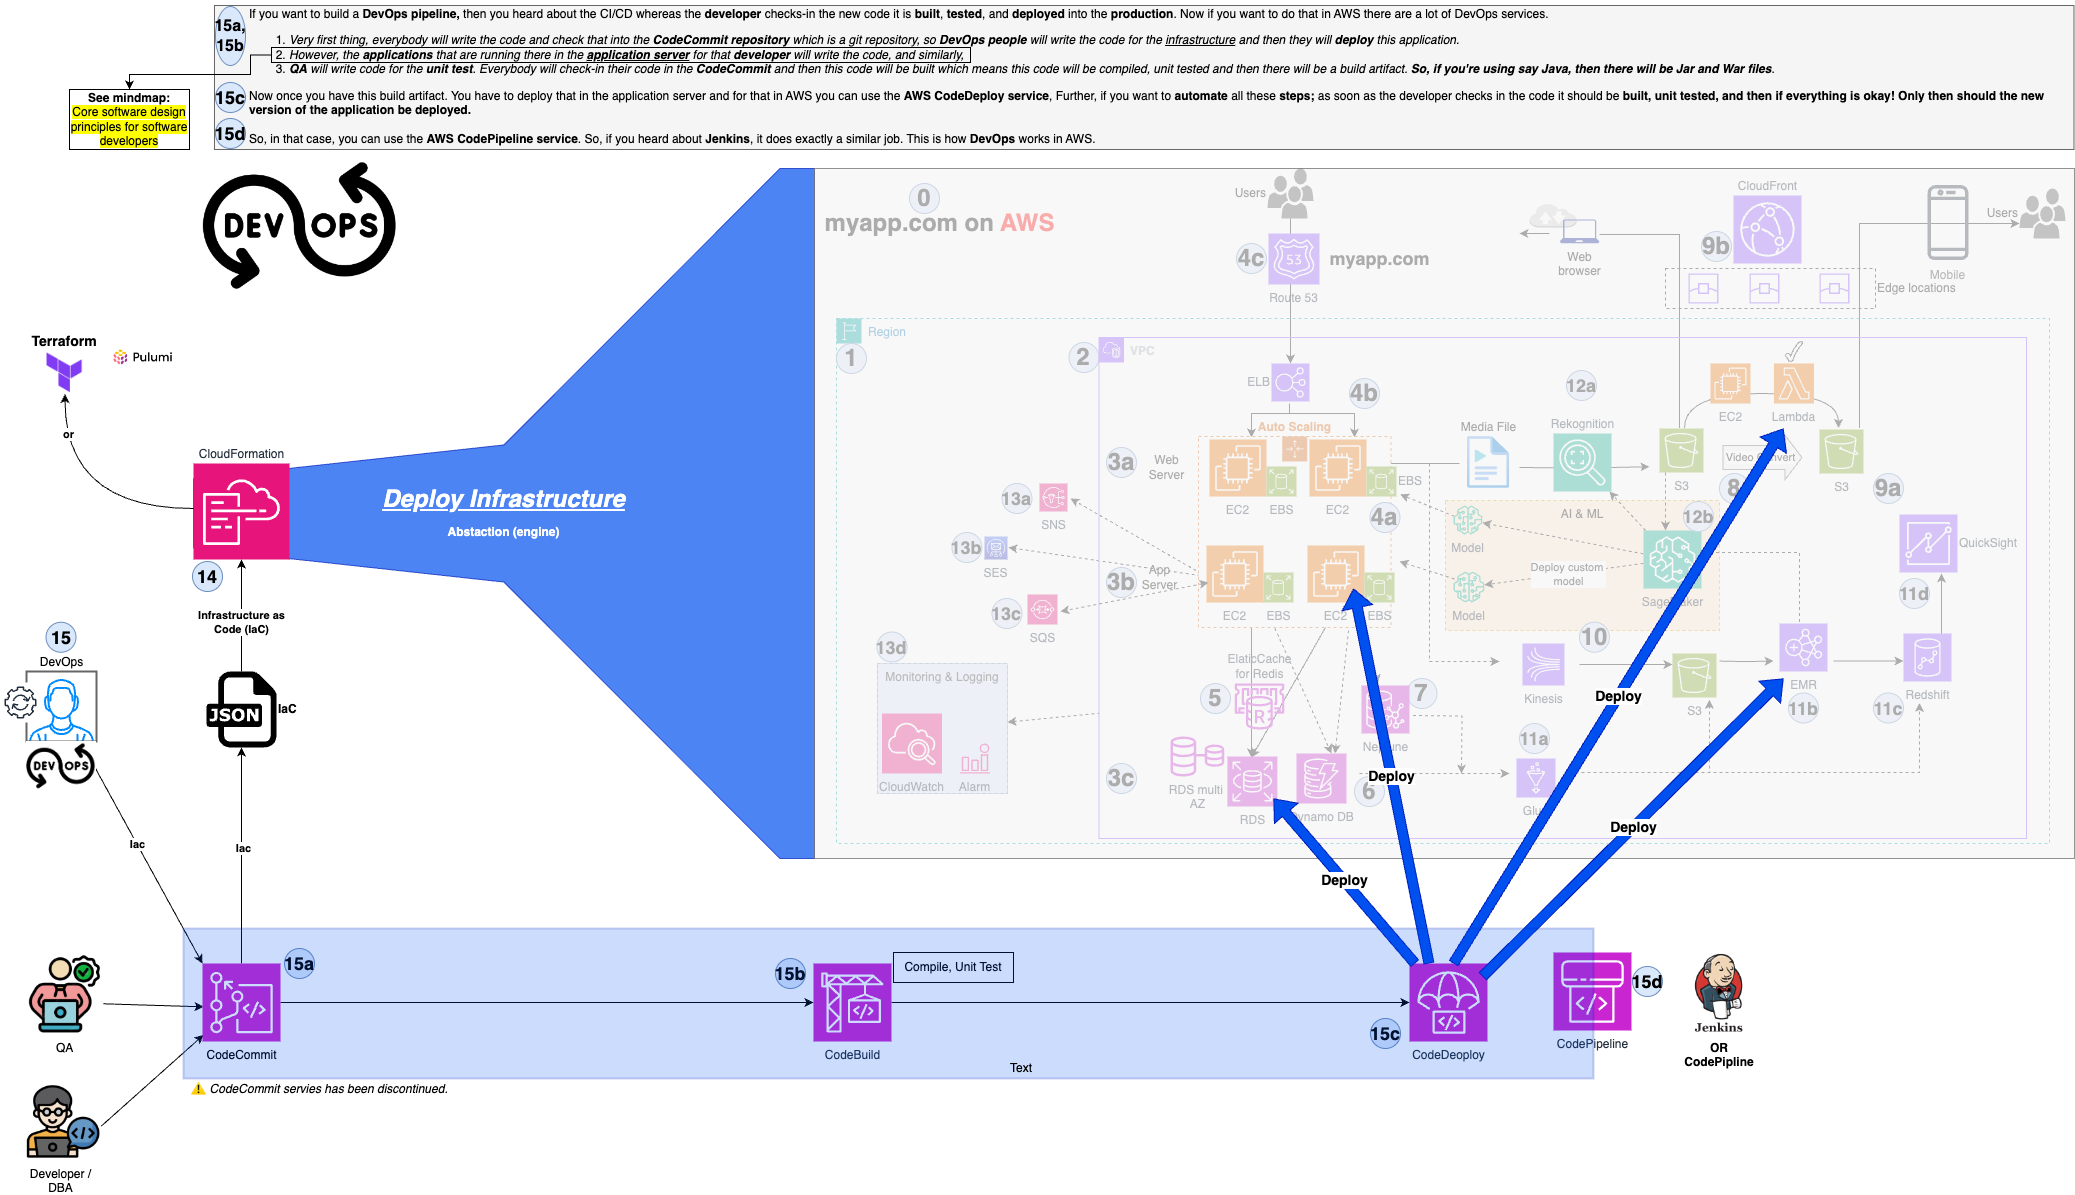 15a,
15b
If you want to build a DevOps pipeline, then you heard about the CI/CD whereas the developer checks-in the new code it is built, tested, and deployed into the production. Now if you want to do that in AWS there are a lot of DevOps services.
1. Very first thing, everybody will write the code and check that into the CodeCommit repository which is a git repository, so DevOps people will write the code for the infrastructure and then they will deploy this application.
2. However, the applications that are running there in the application server for that developer will write the code, and similarly,
3. QA will write code for the unit test. Everybody will check-in their code in the CodeCommit and then this code will be built which means this code will be compiled, unit tested and then there will be a build artifact. So, if you're using say Java, then there will be Jar and War files.
See mindmap:
Core software design
principles for software
developers
15c
Now once you have this build artifact. You have to deploy that in the application server and for that in AWS you can use the AWS CodeDeploy service, Further, if you want to automate all these steps; as soon as the developer checks in the code it should be built, unit tested, and then if everything is okay! Only then should the new
version of the application be deployed.
15d
So, in that case, you can use the AWS CodePipeline service. So, if you heard about Jenkins, it does exactly a similar job. This is how DevOps works in AWS.
DEV OPS
0
myapp.com on AWS
Users
4c
53
myapp.com
Route 53
Web
browser
CloudFront
9b
Edge locations
Mobile
Users
Terraform
Pulumi
or
CloudFormation
14
Deploy Infrastructure
Abstaction (engine)
Infrastructure as
Code (IaC)
15
DevOps
DEV OPS
JSON
IaC
Iac
Iac
Region
1
2
VPC
ELB
4b
Auto Scaling
3a
Web
Server
EC2
EBS
EC2
EBS
4a
Media File
12a
Rekognition
AI & ML
S3
EC2
Lambda
Video Convert
8
S3
9a
13a
SNS
13b
SES
13c
SQS
3b
App
Server
EC2
EBS
EC2
EBS
Model
Model
Deploy custom
model
12b
SageMaker
QuickSight
11d
13d
Monitoring & Logging
CloudWatch
Alarm
ElaticCache
for Redis
5
R
7
Neptune
10
Kinesis
S3
EMR
11b
Redshift
11c
3c
RDS multi
AZ
RDS
Dynamo DB
6
11a
Glue
Deploy
Deploy
Deploy
Deploy
QA
Developer /
DBA
CodeCommit
15a
15b
Compile, Unit Test
CodeBuild
Text
15c
CodeDeoploy
15d
CodePipeline
Jenkins
OR
CodePipline
CodeCommit servies has been discontinued.